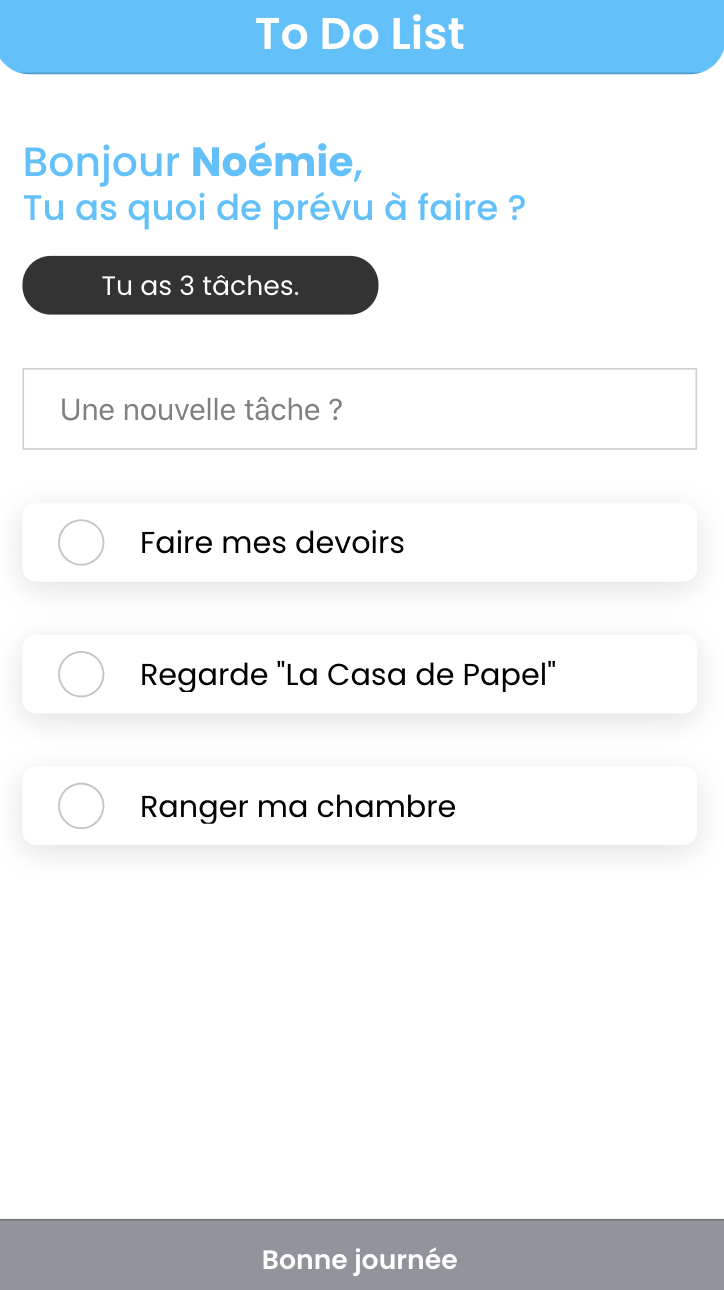 To Do List
Bonjour Noémie,
Tu as quoi de prévu à faire ?
Tu as 3 tâches.
Une nouvelle tâche ?
Faire mes devoirs
Regarde "La Casa de Papel"
Ranger ma chambre
Bonne journée